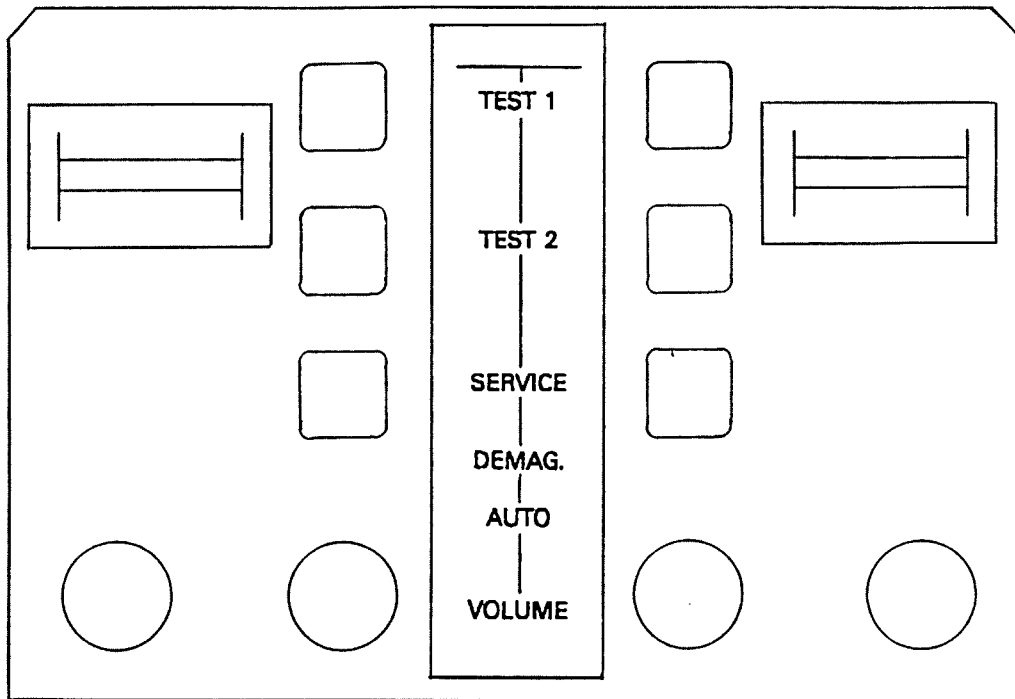 TEST 1
TEST 2
SERVICE
DEMAG.
AUTO
VOLUME